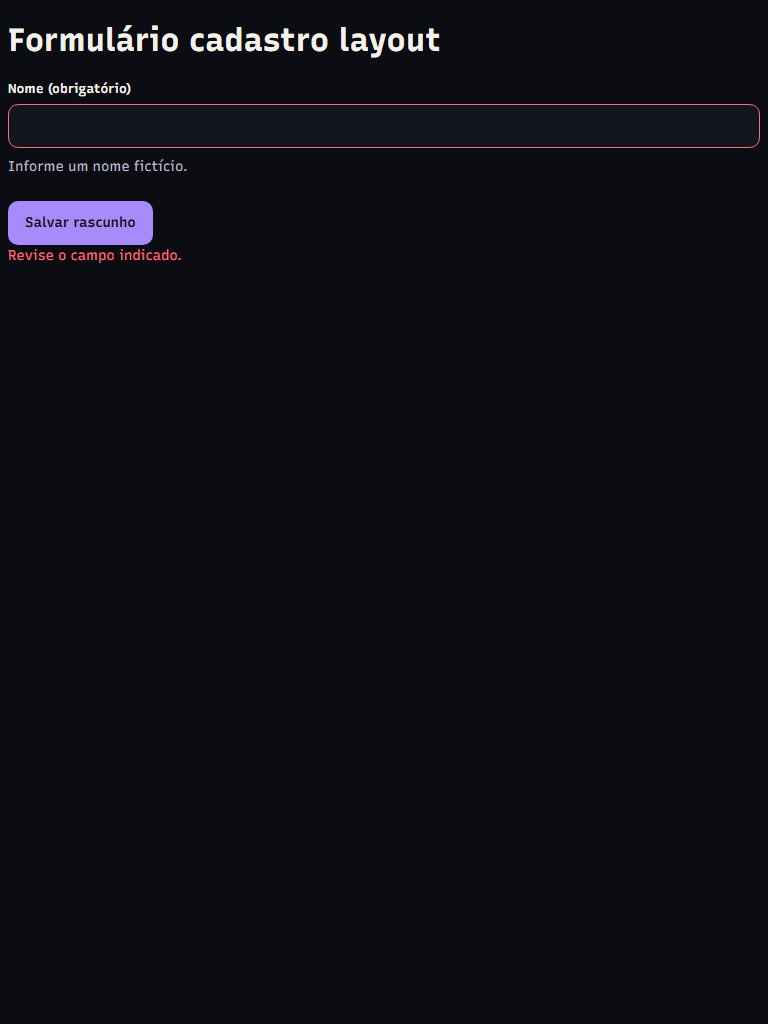 Formulário cadastro layout
Nome (obrigatório)
Informe um nome fictício.
Salvar rascunho
Revise o campo indicado.